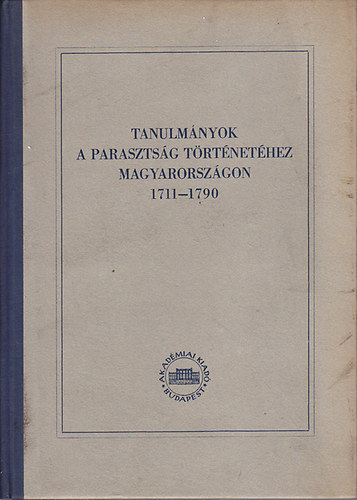 TANULMÁNYOK
A PARASZTSÁG TÖRTÉNETÉHEZ
MAGYARORSZÁGON
1711–1790
AKADÉMIAI KIADÓ
BUDAPEST